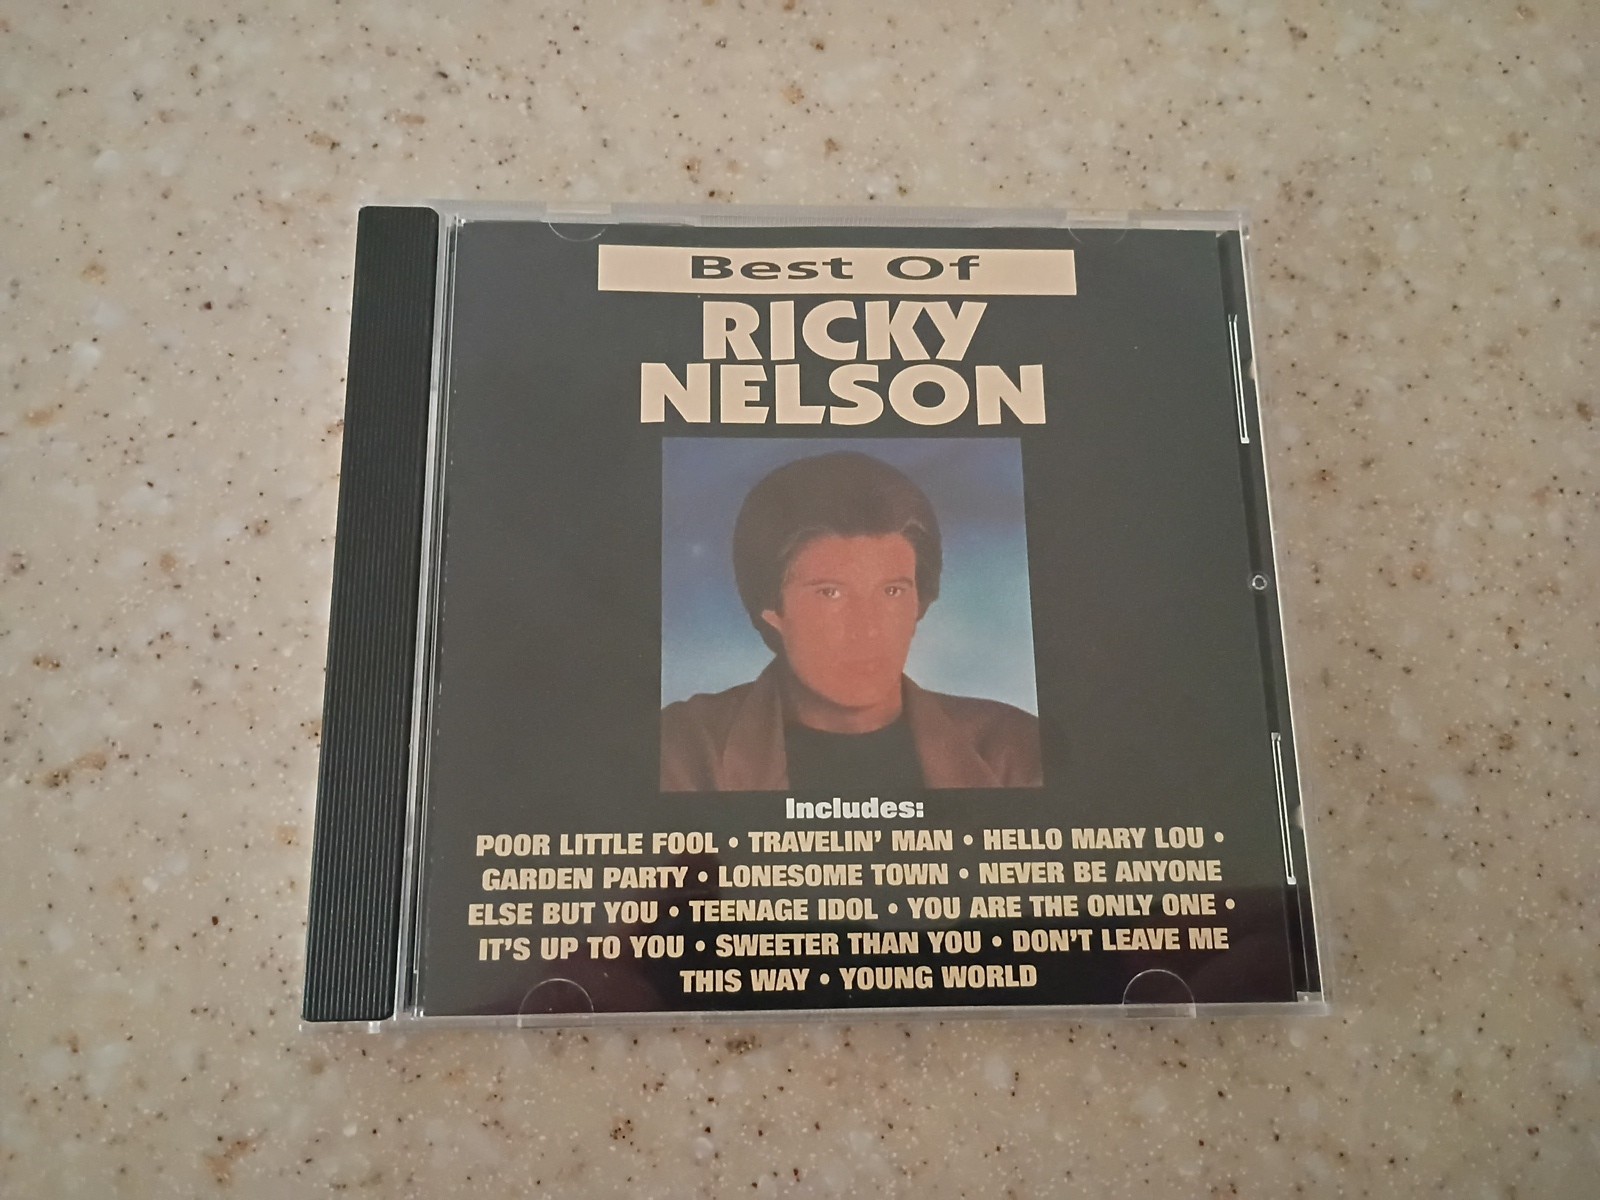 Best Of
RICKY
NELSON
Includes:
POOR LITTLE FOOL • TRAVELIN' MAN • HELLO MARY LOU •
GARDEN PARTY • LONESOME TOWN • NEVER BE ANYONE
ELSE BUT YOU • TEENAGE IDOL • YOU ARE THE ONLY ONE •
IT'S UP TO YOU • SWEETER THAN YOU • DON'T LEAVE ME
THIS WAY • YOUNG WORLD